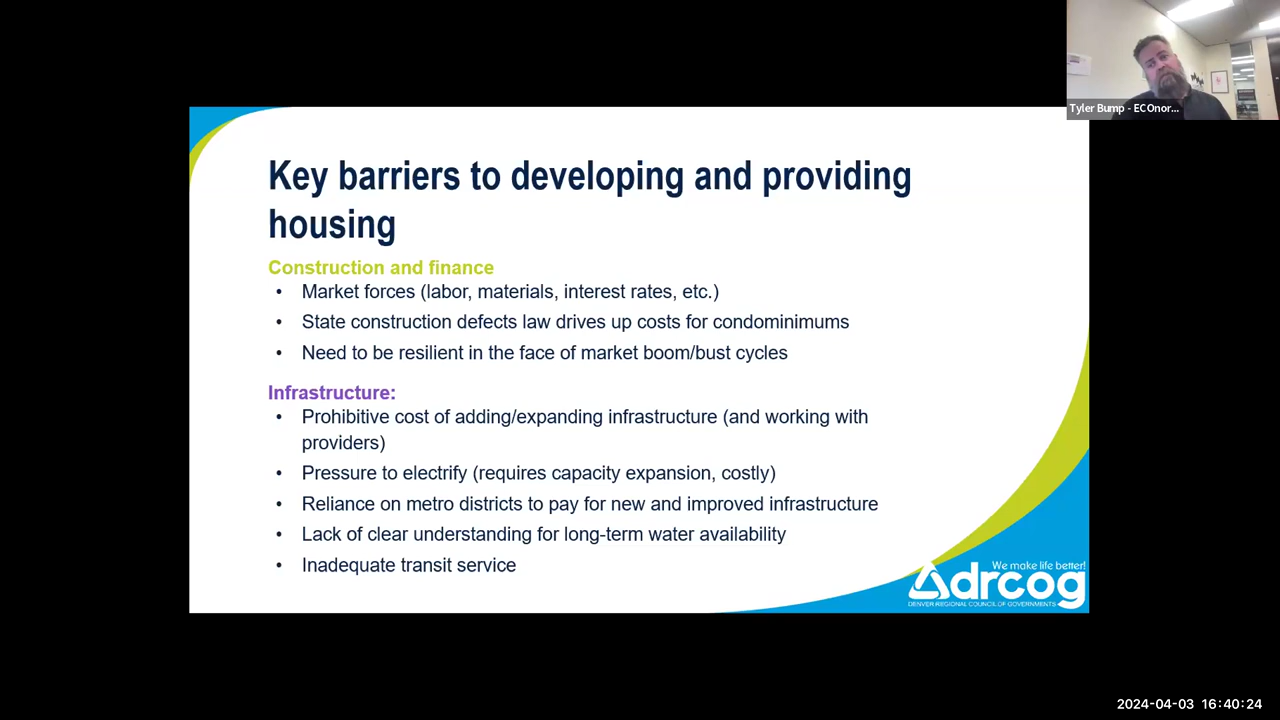 Tyler Bump - ECOnor...
Key barriers to developing and providing
housing
Construction and finance
• Market forces (labor, materials, interest rates, etc.)
• State construction defects law drives up costs for condominimums
• Need to be resilient in the face of market boom/bust cycles
Infrastructure:
• Prohibitive cost of adding/expanding infrastructure (and working with
providers)
• Pressure to electrify (requires capacity expansion, costly)
• Reliance on metro districts to pay for new and improved infrastructure
• Lack of clear understanding for long-term water availability
• Inadequate transit service
We make life better!
drcog
DENVER REGIONAL COUNCIL OF GOVERNMENTS
2024-04-03 16:40:24